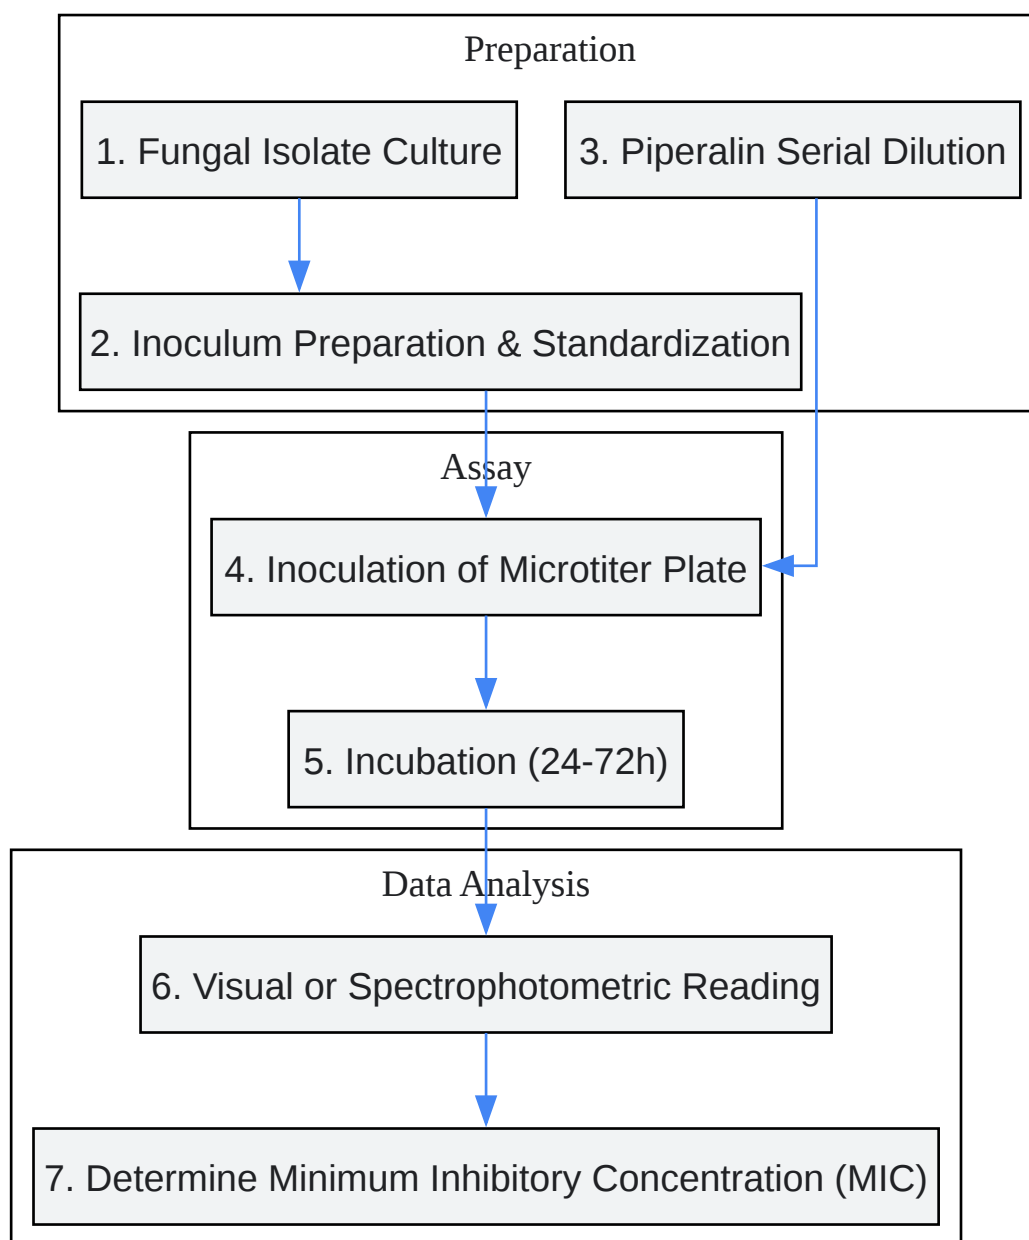 Preparation
1. Fungal Isolate Culture
3. Piperalin Serial Dilution
2. Inoculum Preparation & Standardization
Assay
4. Inoculation of Microtiter Plate
5. Incubation (24-72h)
Data Analysis
6. Visual or Spectrophotometric Reading
7. Determine Minimum Inhibitory Concentration (MIC)